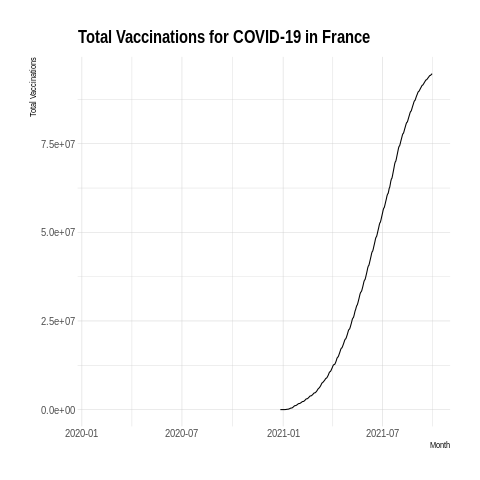 Total Vaccinations for COVID-19 in France
Total Vaccinations
7.5e+07
5.0e+07
2.5e+07
0.0e+00
2020-01 2020-07 2021-01 2021-07
Month